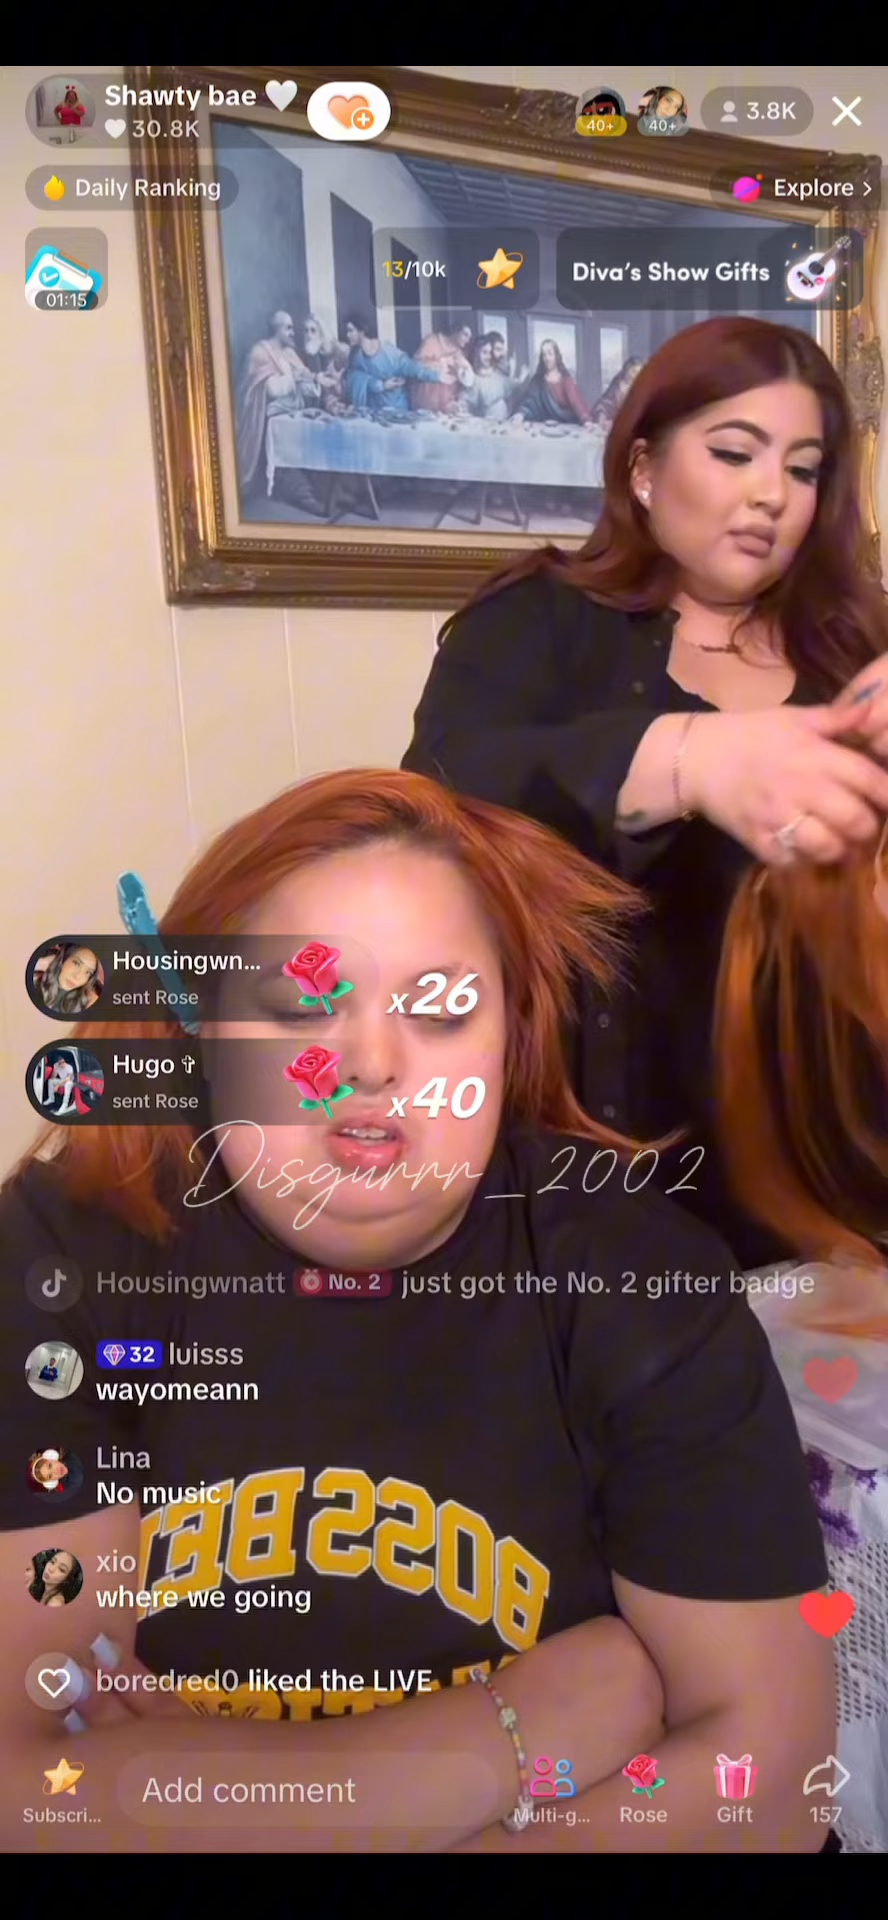 Shawty bae 🤍
30.8K
40+
40+
3.8K
Daily Ranking
Explore >
01:15
13/10k
Diva's Show Gifts
Housingwn...
sent Rose
x26
Hugo ✞
sent Rose
x40
Disgurrr_2002
Housingwnatt No. 2 just got the No. 2 gifter badge
32 luisss
wayomeann
Lina
No music
xio
where we going
BOSS BE
boredred0 liked the LIVE
Add comment
Subscri...
Multi-g...
Rose
Gift
157